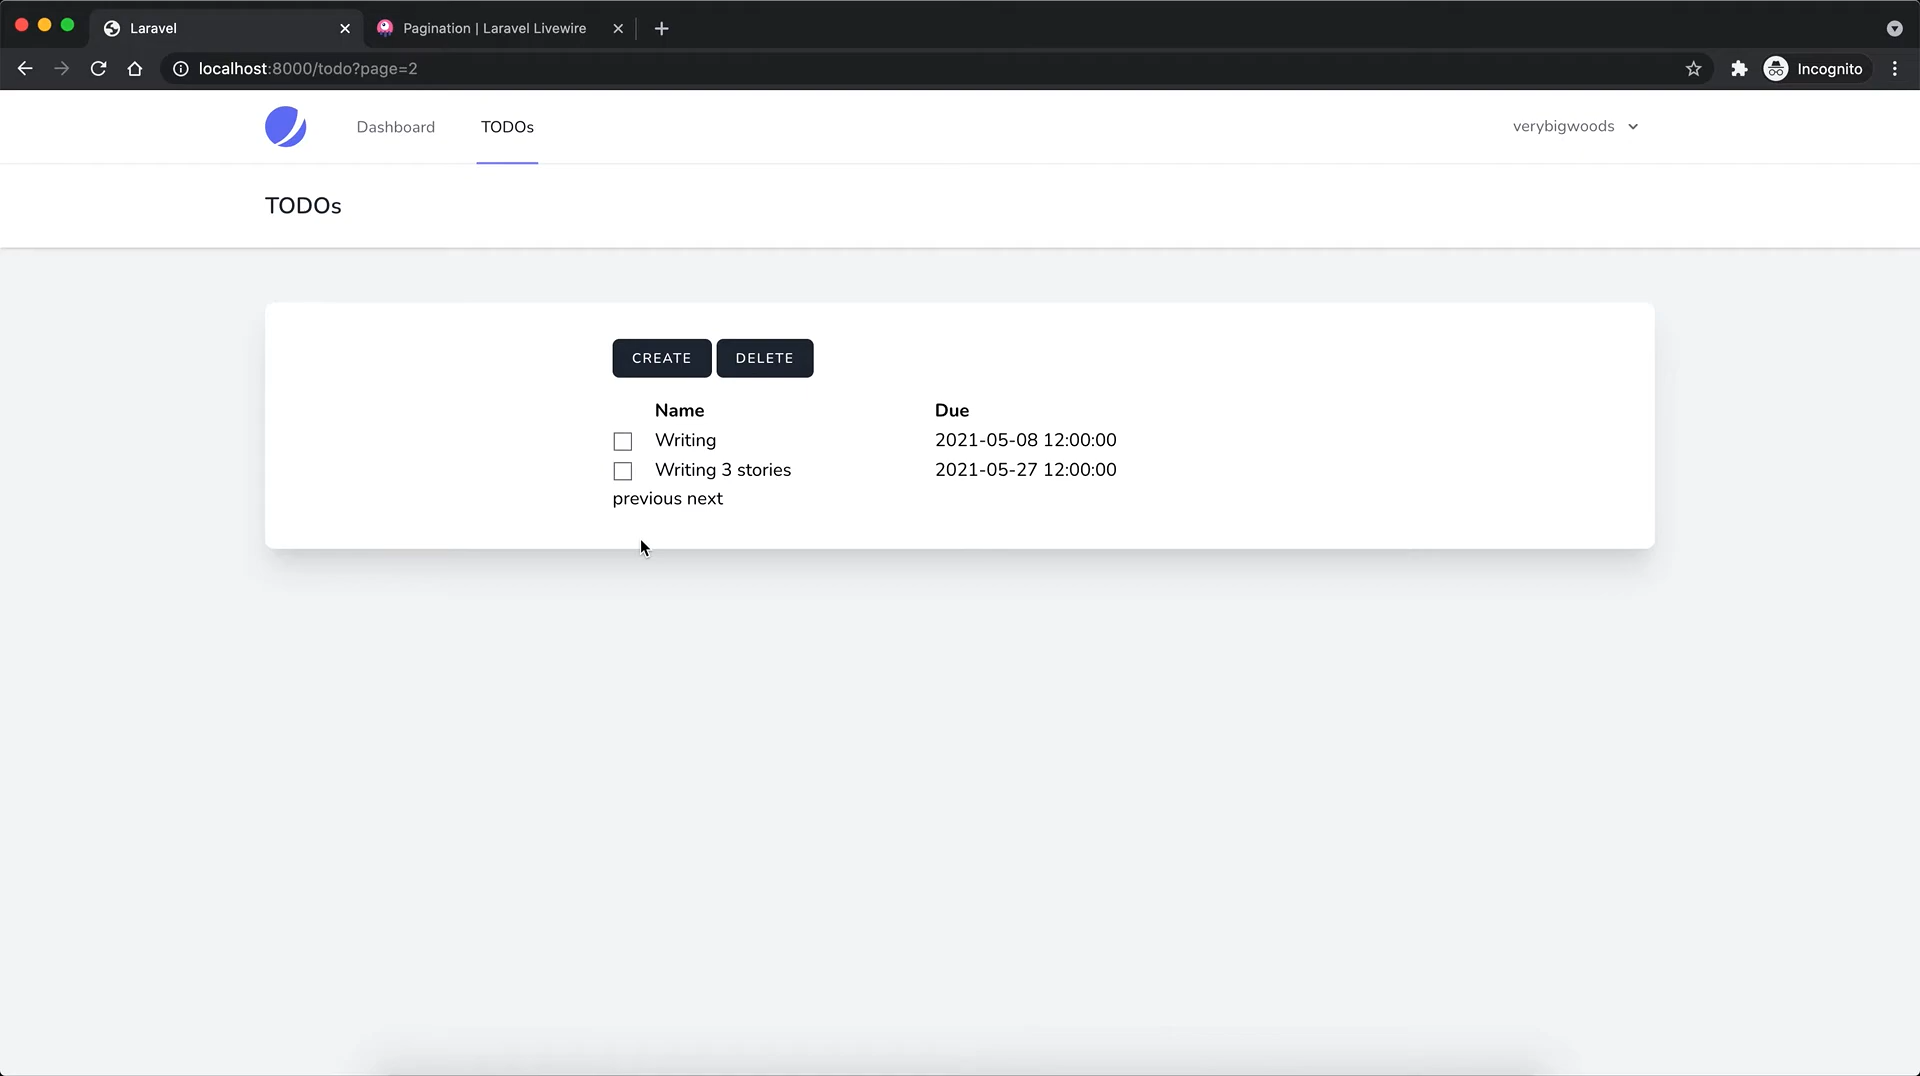 Laravel
Pagination | Laravel Livewire
localhost:8000/todo?page=2
Incognito
Dashboard TODOs
verybigwoods
TODOs
CREATE DELETE
Name Due
Writing 2021-05-08 12:00:00
Writing 3 stories 2021-05-27 12:00:00
previous next